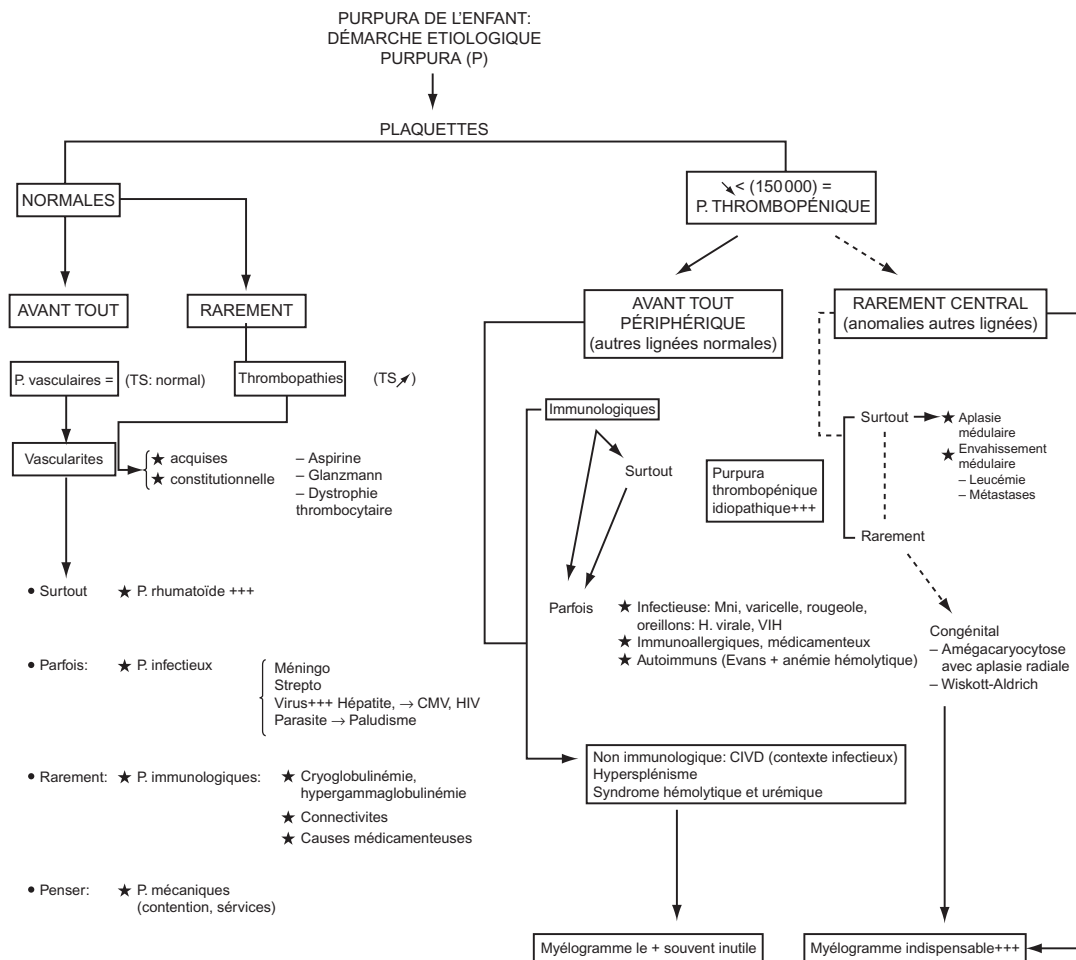 PURPURA DE L'ENFANT:
DÉMARCHE ETIOLOGIQUE
PURPURA (P)
PLAQUETTES
NORMALES
↘< (150 000) =
P. THROMBOPÉNIQUE
AVANT TOUT
RAREMENT
AVANT TOUT
PÉRIPHÉRIQUE
(autres lignées normales)
RAREMENT CENTRAL
(anomalies autres lignées)
P. vasculaires =
(TS: normal)
Thrombopathies
(TS↗)
Vascularites
★ acquises
★ constitutionnelle
– Aspirine
– Glanzmann
– Dystrophie
thrombocytaire
Immunologiques
Surtout
Parfois
★ Infectieuse: Mni, varicelle, rougeole,
oreillons: H. virale, VIH
★ Immunoallergiques, médicamenteux
★ Autoimmuns (Evans + anémie hémolytique)
Purpura
thrombopénique
idiopathique+++
Surtout
★ Aplasie
médulaire
★ Envahissement
médulaire
– Leucémie
– Métastases
Rarement
Congénital
– Amégacaryocytose
avec aplasie radiale
– Wiskott-Aldrich
• Surtout ★ P. rhumatoïde +++
• Parfois: ★ P. infectieux
Méningo
Strepto
Virus+++ Hépatite, → CMV, HIV
Parasite → Paludisme
• Rarement: ★ P. immunologiques:
★ Cryoglobulinémie,
hypergammaglobulinémie
★ Connectivites
★ Causes médicamenteuses
• Penser: ★ P. mécaniques
(contention, sérvices)
Non immunologique: CIVD (contexte infectieux)
Hypersplénisme
Syndrome hémolytique et urémique
Myélogramme le + souvent inutile
Myélogramme indispensable+++